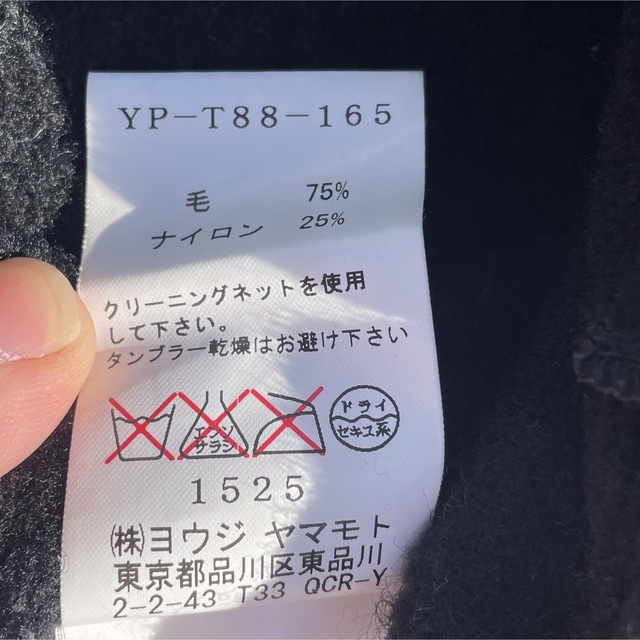 YP-T88-165
毛 75%
ナイロン 25%
クリーニングネットを使用
して下さい。
タンブラー乾燥はお避け下さい
エンソ
サラシ
ドライ
セキユ系
1525
㈱ヨウジ ヤマモト
東京都品川区東品川
2-2-43 T33 QCR-Y